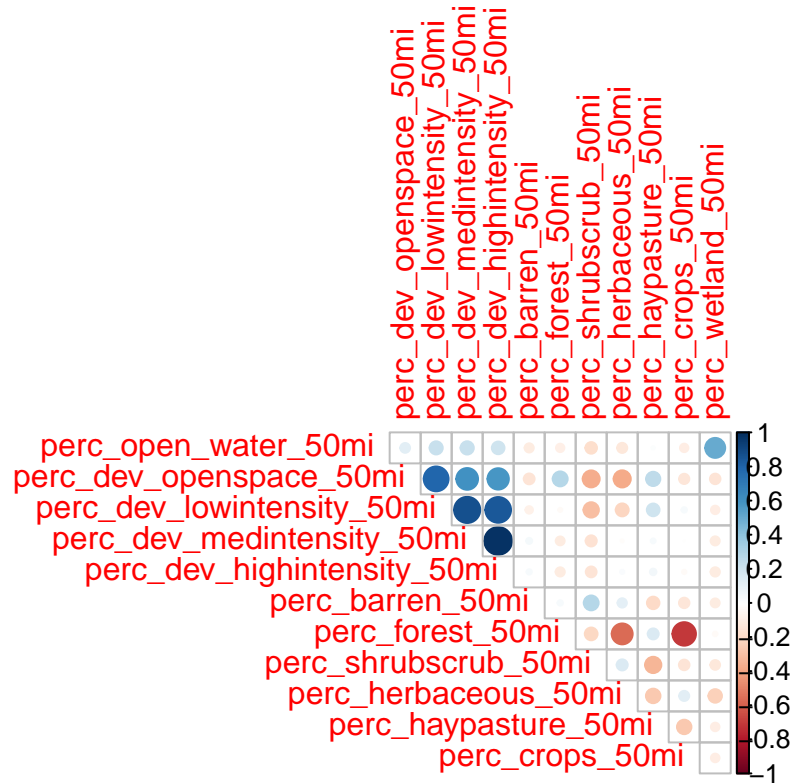 perc_dev_openspace_50mi
perc_dev_lowintensity_50mi
perc_dev_medintensity_50mi
perc_dev_highintensity_50mi
perc_barren_50mi
perc_forest_50mi
perc_shrubscrub_50mi
perc_herbaceous_50mi
perc_haypasture_50mi
perc_crops_50mi
perc_wetland_50mi
perc_open_water_50mi
perc_dev_openspace_50mi
perc_dev_lowintensity_50mi
perc_dev_medintensity_50mi
perc_dev_highintensity_50mi
perc_barren_50mi
perc_forest_50mi
perc_shrubscrub_50mi
perc_herbaceous_50mi
perc_haypasture_50mi
perc_crops_50mi
1
0.8
0.6
0.4
0.2
0
−0.2
−0.4
−0.6
−0.8
−1